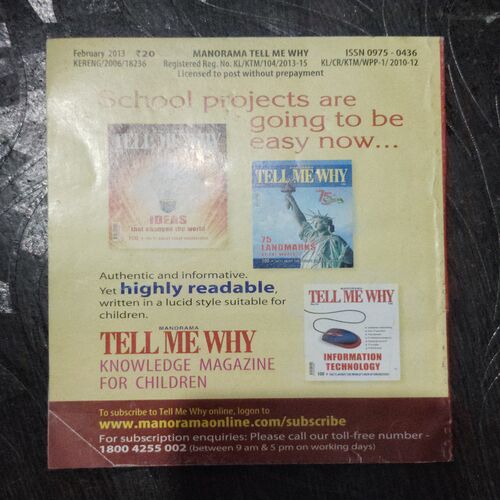 February 2013 ₹20 MANORAMA TELL ME WHY ISSN 0975 - 0436
KERENG/2006/18236 Registered Reg. No. KL/KTM/104/2013-15 KL/CR/KTM/WPP-1/2010-12
Licensed to post without prepayment
School projects are
going to be
easy now...
TELL ME WHY
IDEAS
that changed the world
TELL ME WHY
75
75
LANDMARKS
TELL ME WHY
INFORMATION
TECHNOLOGY
Authentic and informative.
Yet highly readable,
written in a lucid style suitable for
children.
MANORAMA
TELL ME WHY
KNOWLEDGE MAGAZINE
FOR CHILDREN
To subscribe to Tell Me Why online, logon to
www.manoramaonline.com/subscribe
For subscription enquiries: Please call our toll-free number -
1800 4255 002 (between 9 am & 5 pm on working days)